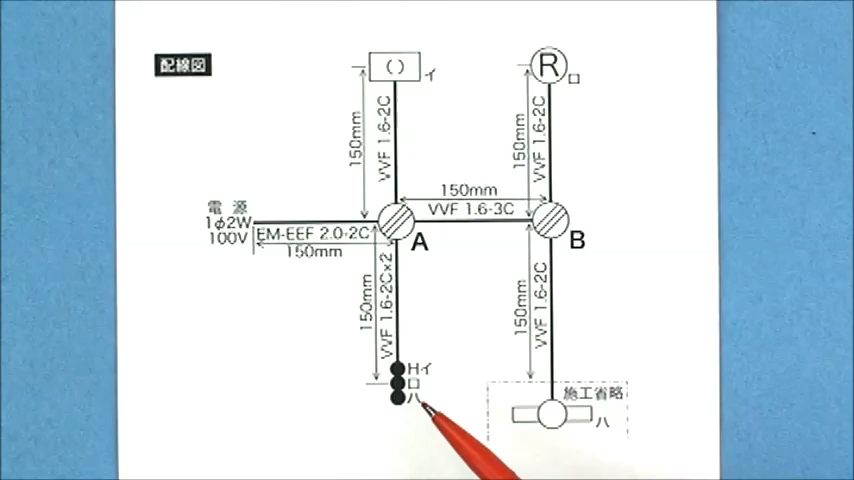 配線図
( )
イ
R
ロ
150mm
VVF 1.6-2C
150mm
VVF 1.6-2C
150mm
VVF 1.6-3C
電源
1φ2W
100V
EM-EEF 2.0-2C
150mm
A
B
150mm
VVF 1.6-2C×2
150mm
VVF 1.6-2C
Hイ
ロ
ハ
施工省略
ハ